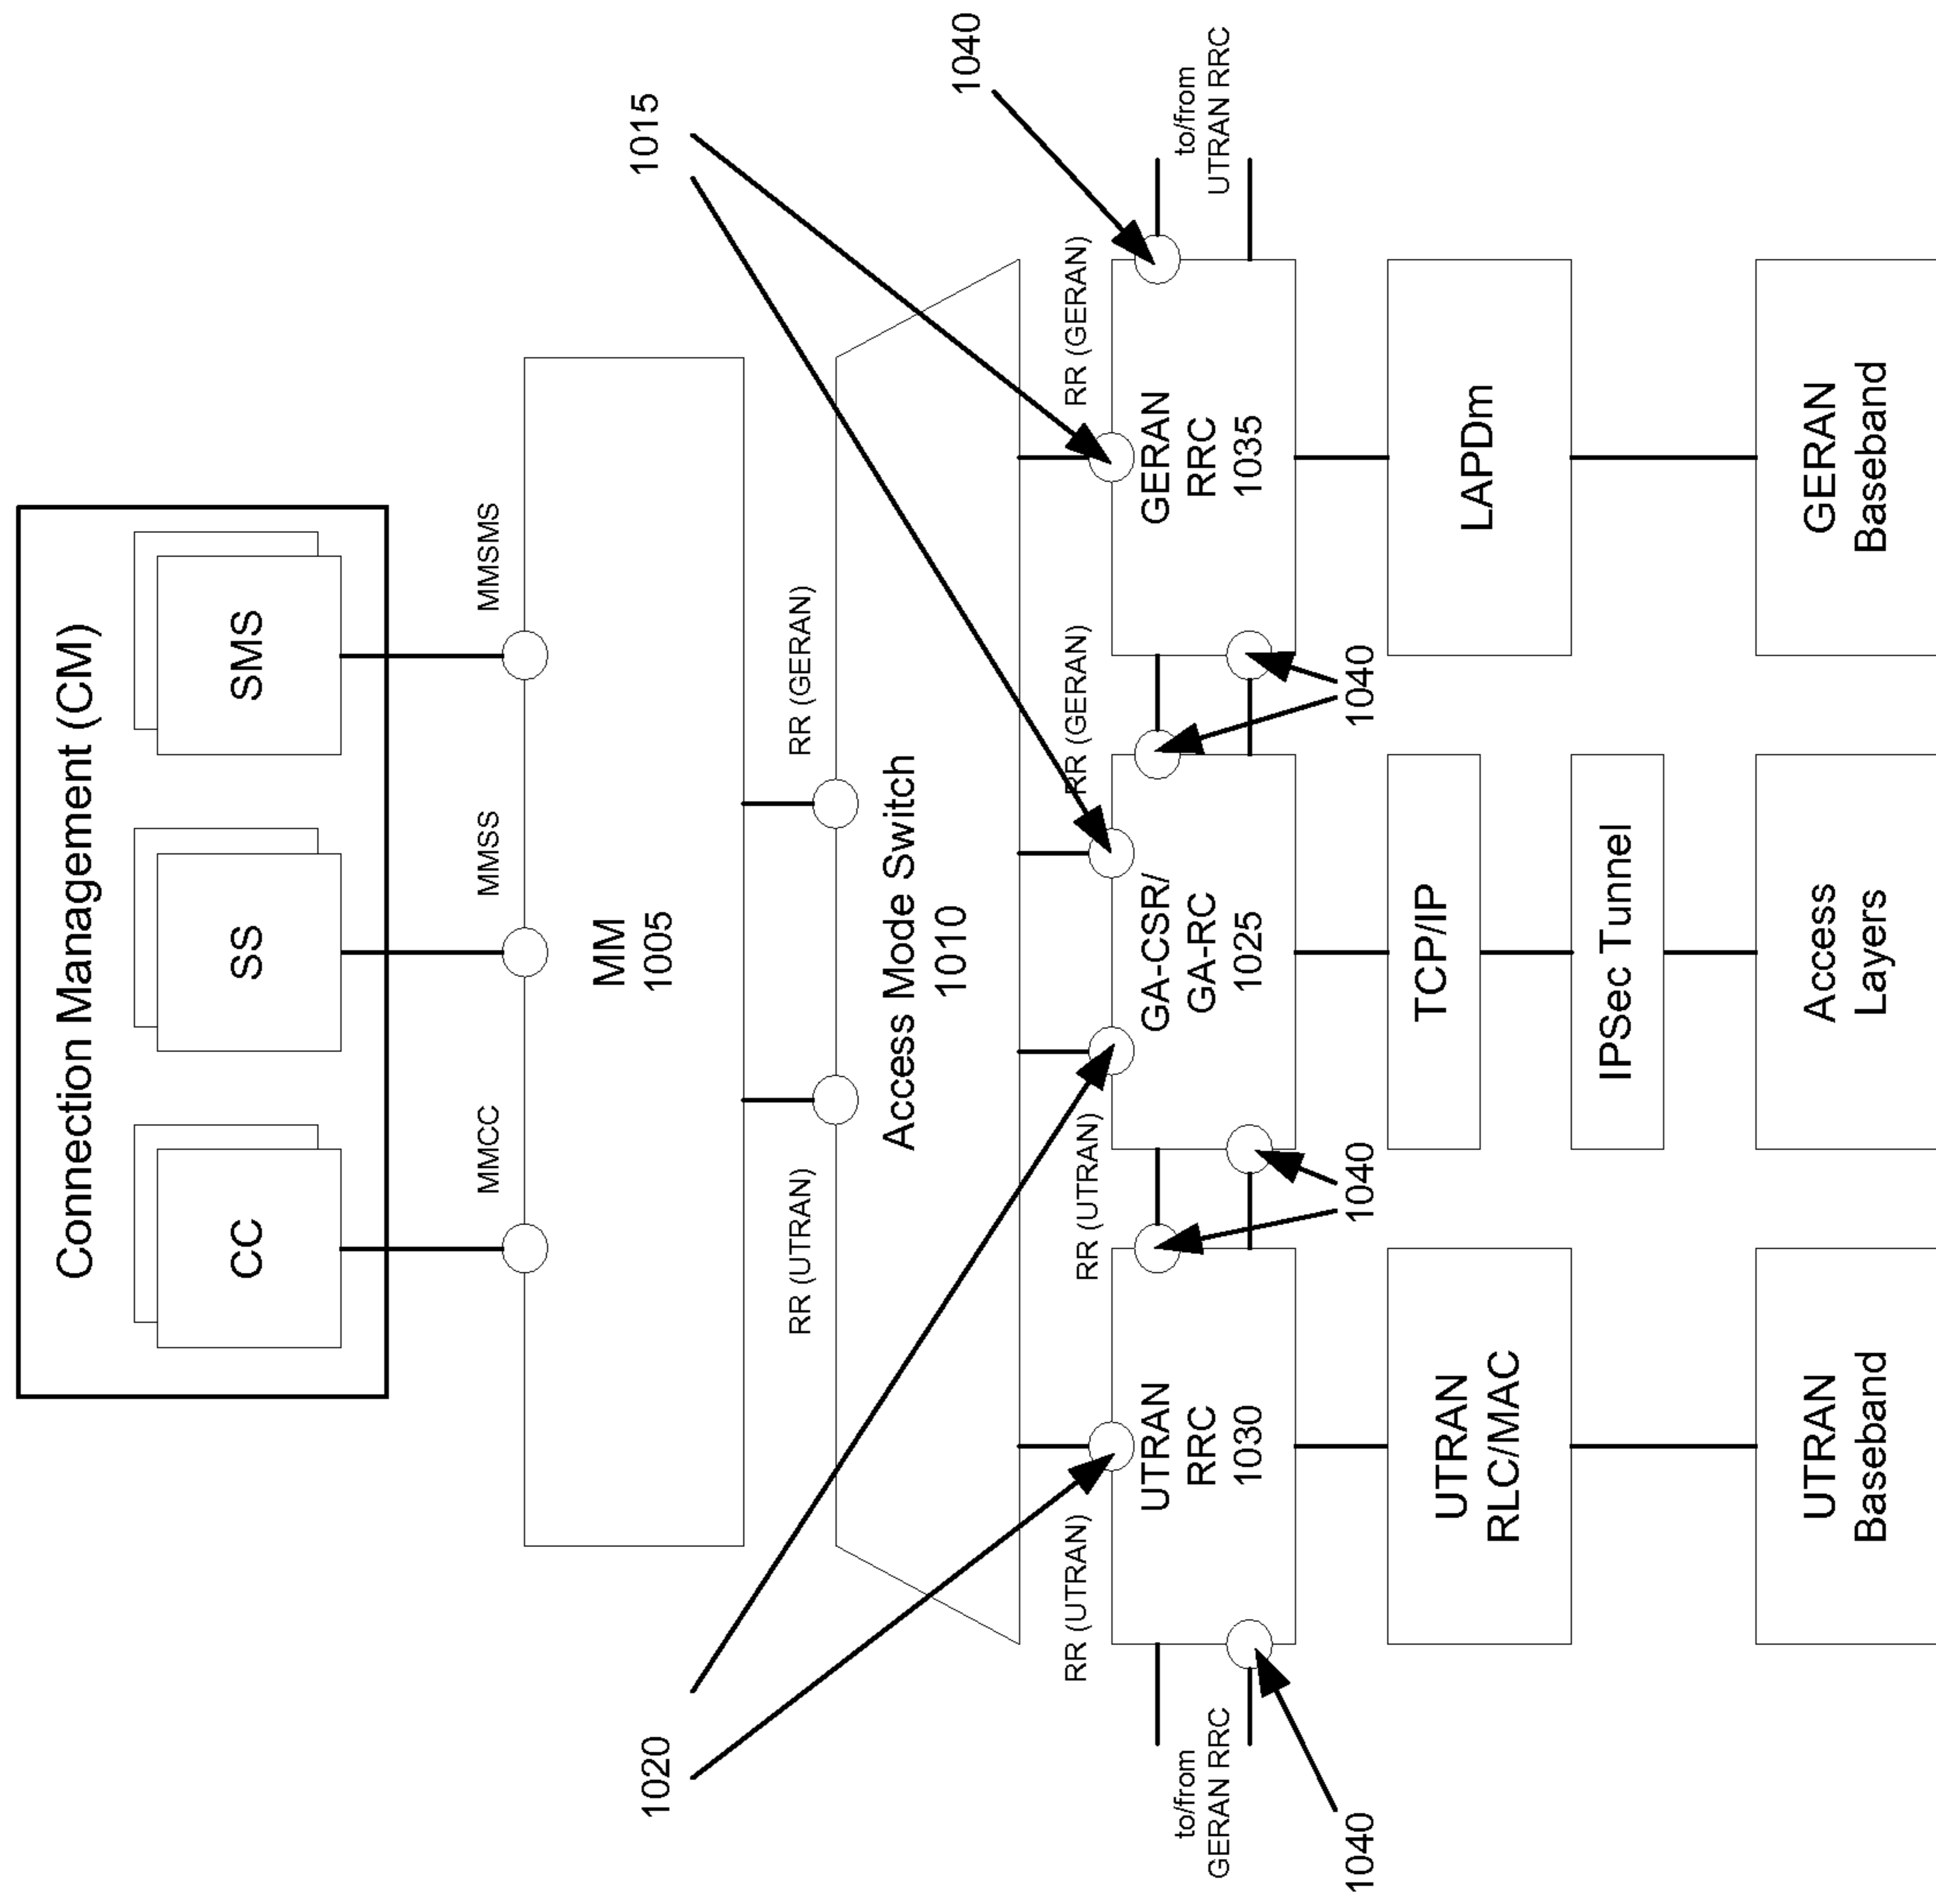 Connection Management (CM)
CC
SS
SMS
MMCC
MMSS
MMSMS
MM
1005
1020
1015
RR (UTRAN)
RR (GERAN)
Access Mode Switch
1010
1040
RR (UTRAN)
RR (UTRAN)
RR (GERAN)
RR (GERAN)
to/from
GERAN RRC
UTRAN
RRC
1030
GA-CSR/
GA-RC
1025
GERAN
RRC
1035
to/from
UTRAN RRC
1040
1040
1040
UTRAN
RLC/MAC
TCP/IP
IPSec Tunnel
LAPDm
UTRAN
Baseband
Access
Layers
GERAN
Baseband